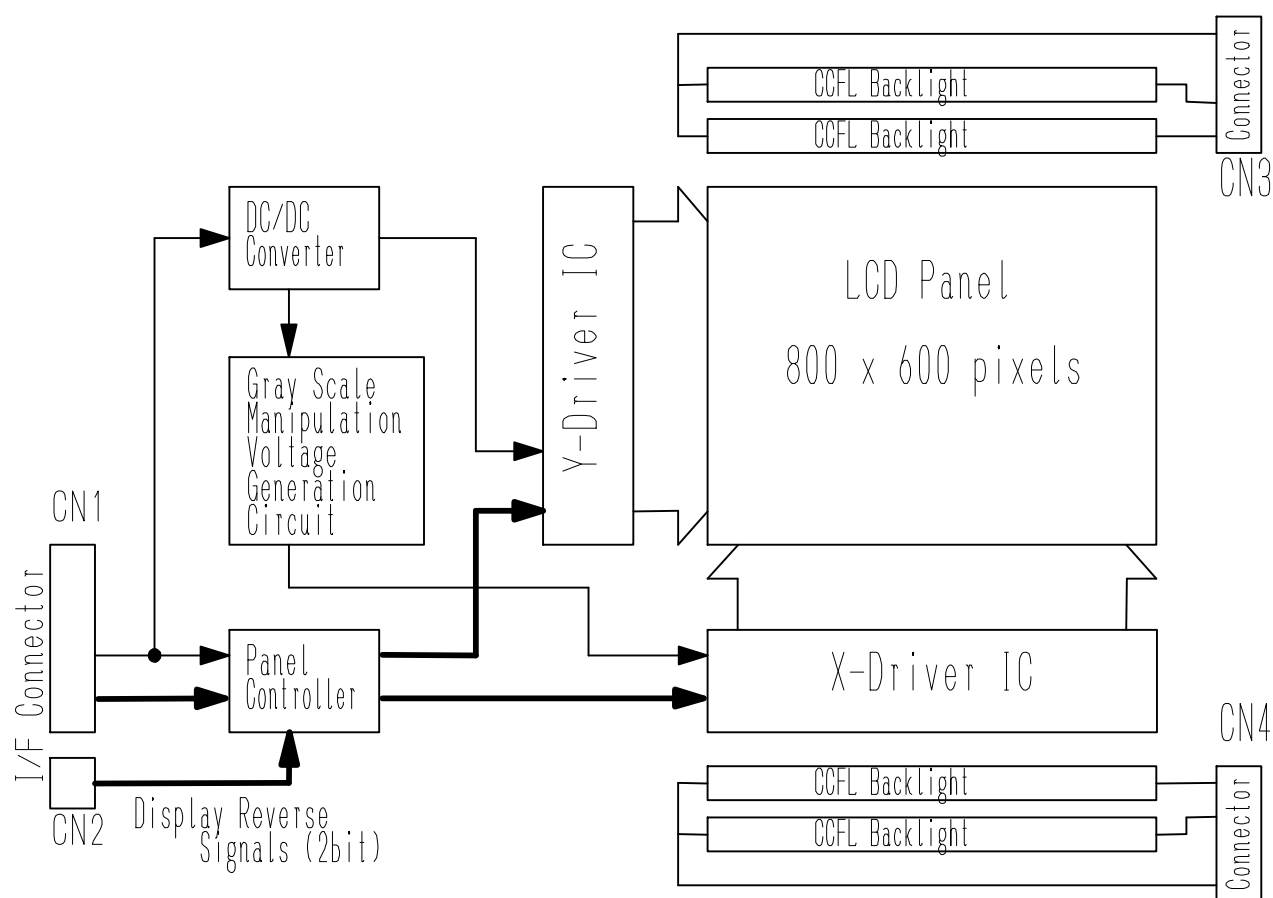 CCFL Backlight
CCFL Backlight
Connector
CN3
DC/DC
Converter
Y-Driver IC
LCD Panel
800 x 600 pixels
Gray Scale
Manipulation
Voltage
Generation
Circuit
CN1
I/F Connector
Panel
Controller
X-Driver IC
CN4
CCFL Backlight
CCFL Backlight
Connector
CN2
Display Reverse
Signals (2bit)